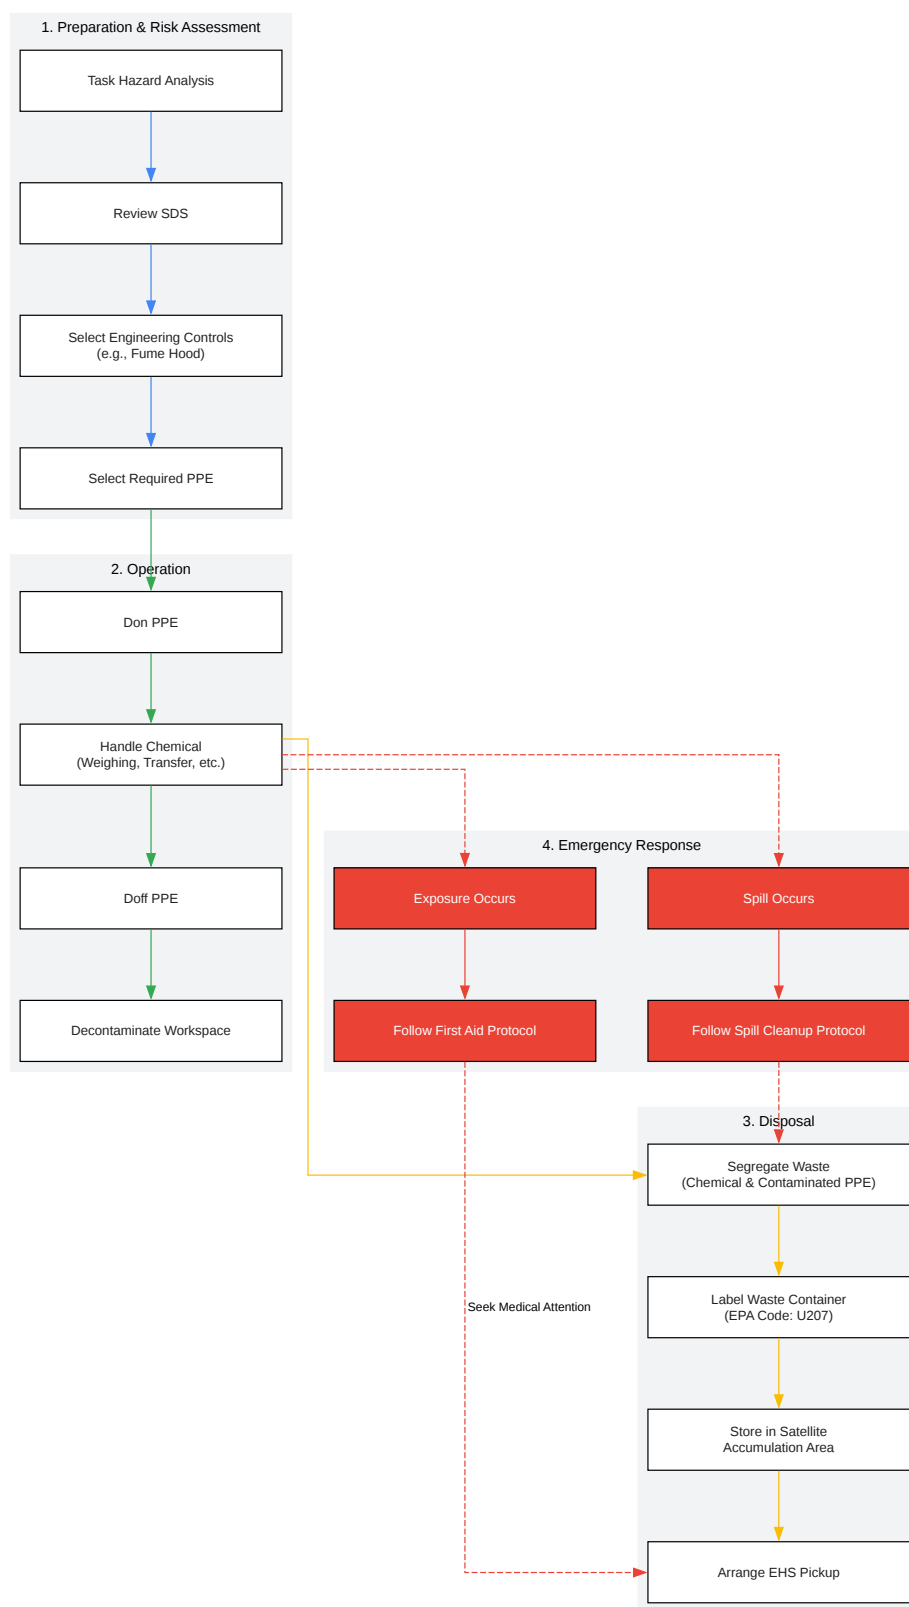 1. Preparation & Risk Assessment
Task Hazard Analysis
Review SDS
Select Engineering Controls
(e.g., Fume Hood)
Select Required PPE
2. Operation
Don PPE
Handle Chemical
(Weighing, Transfer, etc.)
Doff PPE
Decontaminate Workspace
4. Emergency Response
Exposure Occurs
Spill Occurs
Follow First Aid Protocol
Follow Spill Cleanup Protocol
3. Disposal
Segregate Waste
(Chemical & Contaminated PPE)
Label Waste Container
(EPA Code: U207)
Seek Medical Attention
Store in Satellite
Accumulation Area
Arrange EHS Pickup